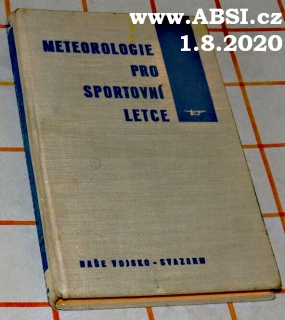 www.ABSI.cz
1.8.2020
METEOROLOGIE
PRO
SPORTOVNÍ
LETCE
NAŠE VOJSKO - SVAZARM